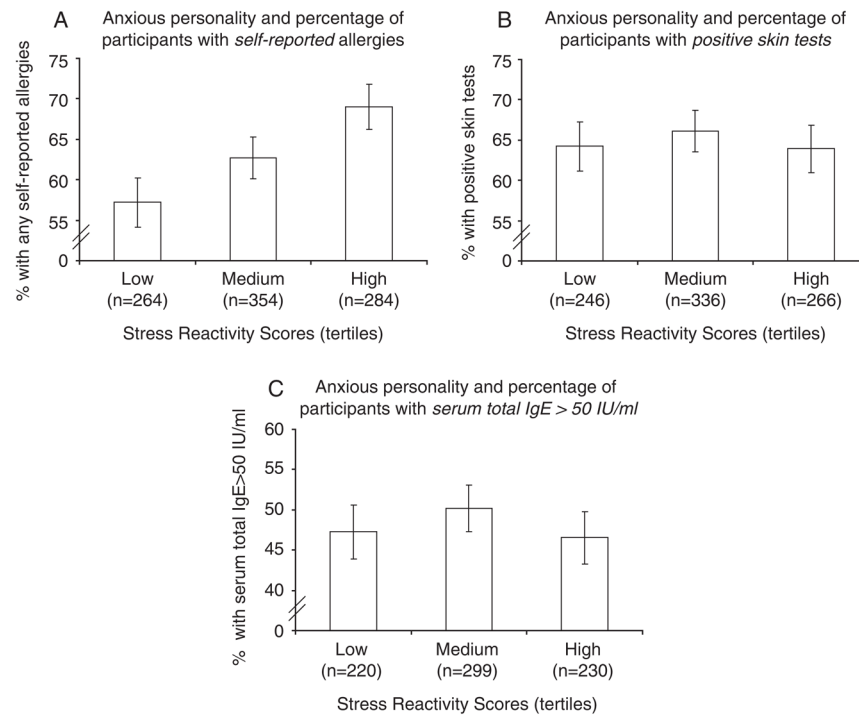 A
Anxious personality and percentage of
participants with self-reported allergies
% with any self-reported allergies
75
70
65
60
55
0
Low
(n=264)
Medium
(n=354)
High
(n=284)
Stress Reactivity Scores (tertiles)
B
Anxious personality and percentage of
participants with positive skin tests
% with positive skin tests
75
70
65
60
55
0
Low
(n=246)
Medium
(n=336)
High
(n=266)
Stress Reactivity Scores (tertiles)
C
Anxious personality and percentage of
participants with serum total IgE > 50 IU/ml
% with serum total IgE>50 IU/ml
60
55
50
45
40
0
Low
(n=220)
Medium
(n=299)
High
(n=230)
Stress Reactivity Scores (tertiles)